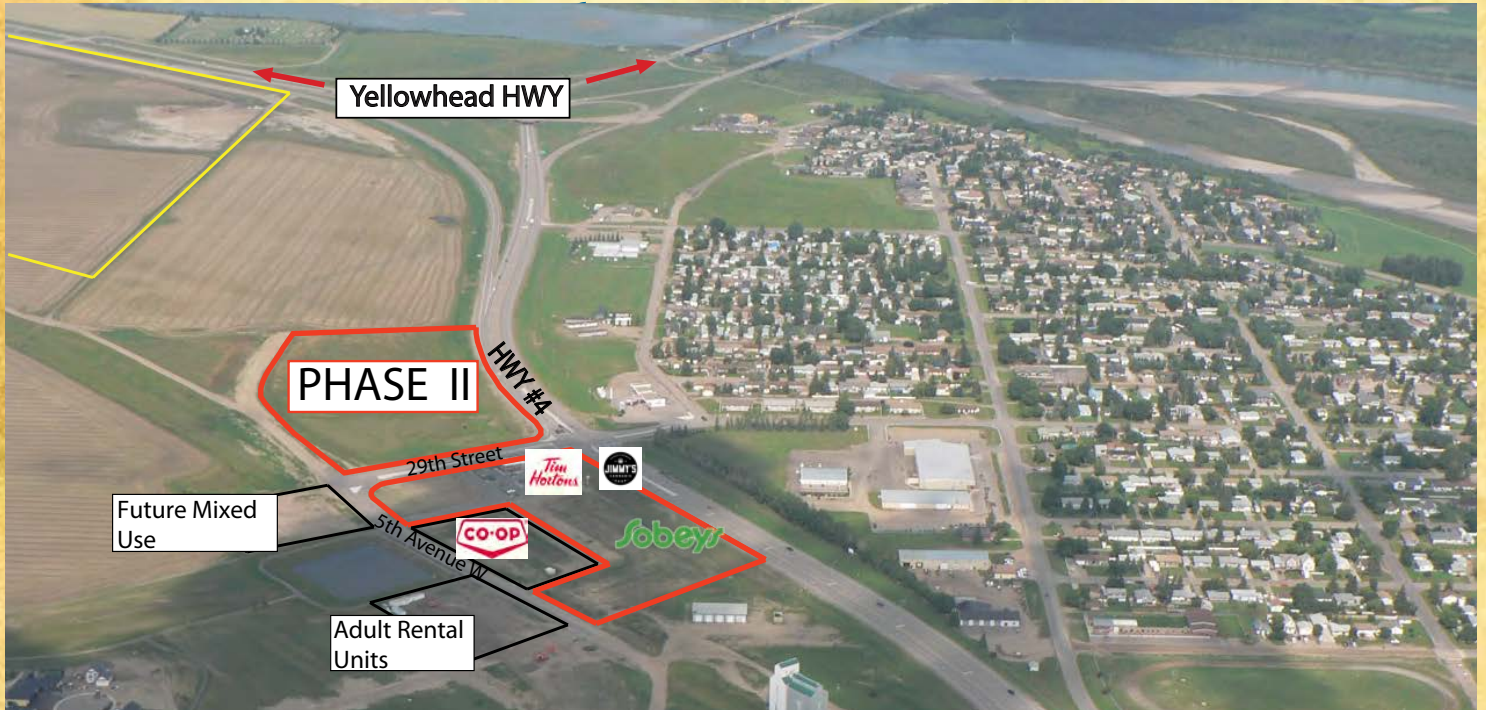 Yellowhead HWY
PHASE II
HWY #4
29th Street
Tim
Hortons
JIMMY'S
Future Mixed
Use
5th Avenue W
CO-OP
Sobeys
Adult Rental
Units